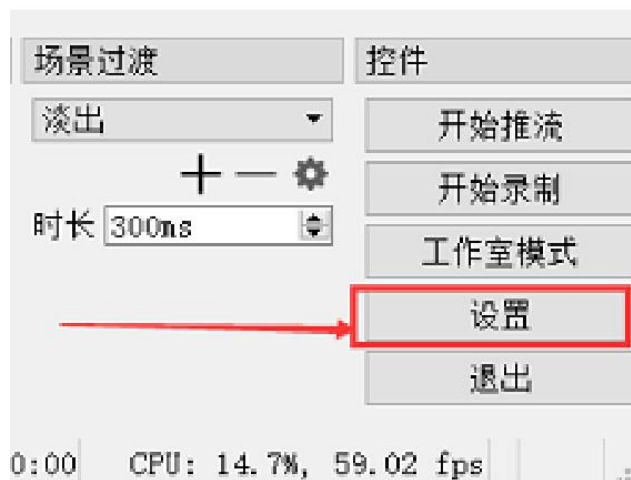 场景过渡
控件
淡出
开始推流
开始录制
时长 300ms
工作室模式
设置
退出
0:00 CPU: 14.7%, 59.02 fps